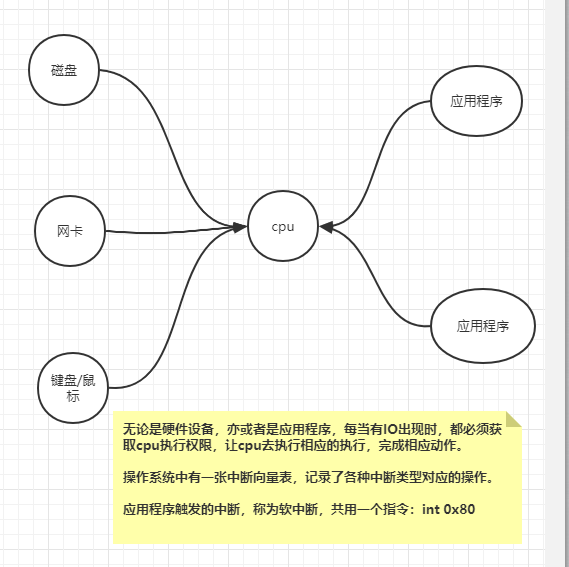 磁盘
应用程序
网卡
cpu
应用程序
键盘/鼠
标
无论是硬件设备，亦或者是应用程序，每当有IO出现时，都必须获
取cpu执行权限，让cpu去执行相应的执行，完成相应动作。
操作系统中有一张中断向量表，记录了各种中断类型对应的操作。
应用程序触发的中断，称为软中断，共用一个指令：int 0x80